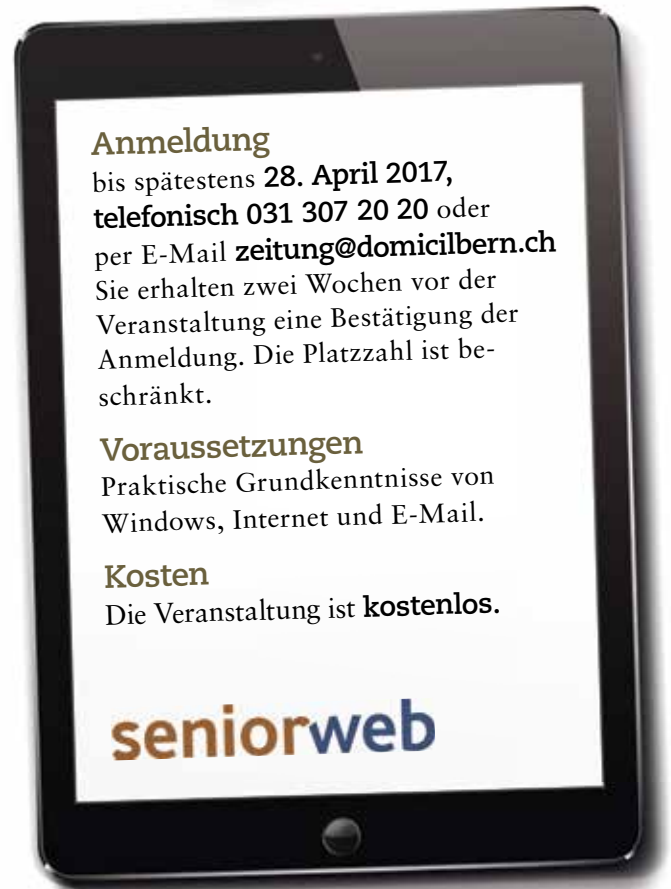 Anmeldung
bis spätestens 28. April 2017,
telefonisch 031 307 20 20 oder
per E-Mail zeitung@domicilbern.ch
Sie erhalten zwei Wochen vor der
Veranstaltung eine Bestätigung der
Anmeldung. Die Platzzahl ist be-
schränkt.
Voraussetzungen
Praktische Grundkenntnisse von
Windows, Internet und E-Mail.
Kosten
Die Veranstaltung ist kostenlos.
seniorweb